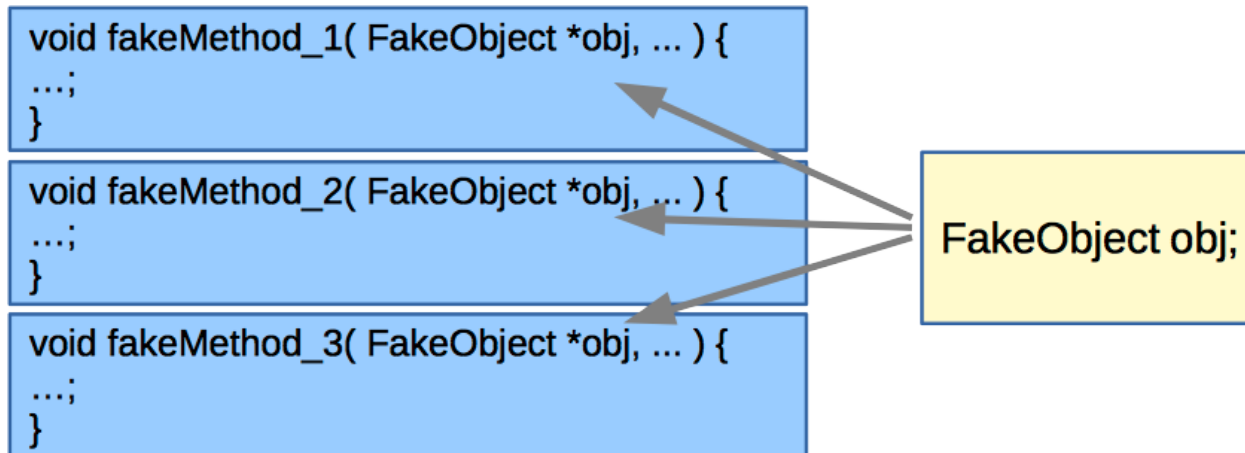 void fakeMethod_1( FakeObject *obj, ... ) {
...;
}
void fakeMethod_2( FakeObject *obj, ... ) {
...;
}
FakeObject obj;
void fakeMethod_3( FakeObject *obj, ... ) {
...;
}